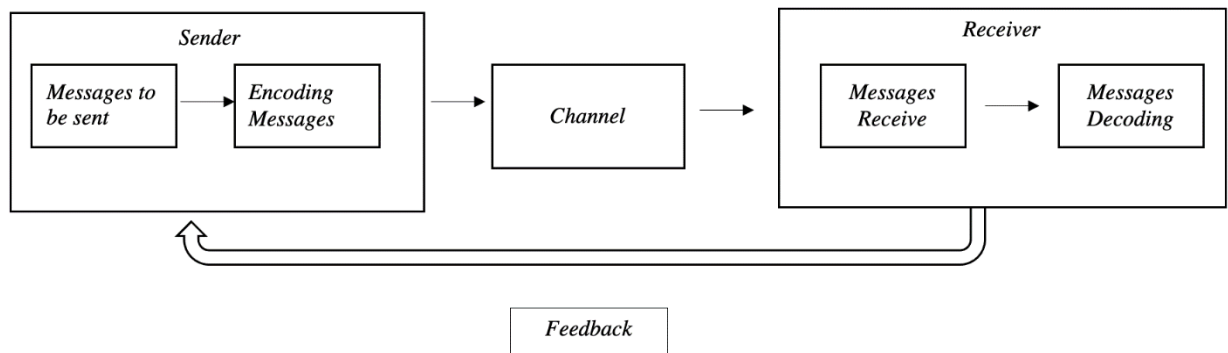 Sender
Messages to
be sent
Encoding
Messages
Channel
Receiver
Messages
Receive
Messages
Decoding
Feedback